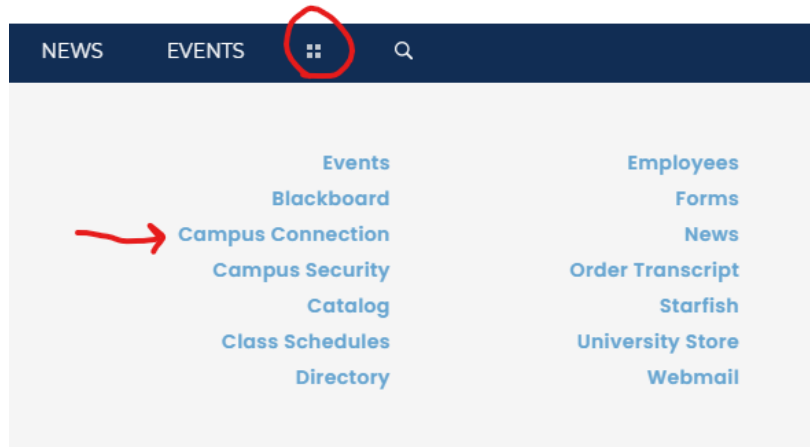 NEWS EVENTS
Events
Blackboard
Campus Connection
Campus Security
Catalog
Class Schedules
Directory
Employees
Forms
News
Order Transcript
Starfish
University Store
Webmail